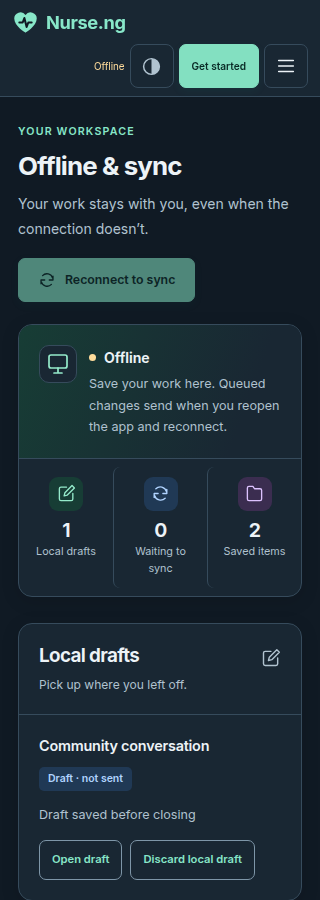 Nurse.ng
Offline
Get started
YOUR WORKSPACE
Offline & sync
Your work stays with you, even when the
connection doesn’t.
Reconnect to sync
Offline
Save your work here. Queued
changes send when you reopen
the app and reconnect.
1
Local drafts
0
Waiting to
sync
2
Saved items
Local drafts
Pick up where you left off.
Community conversation
Draft · not sent
Draft saved before closing
Open draft
Discard local draft